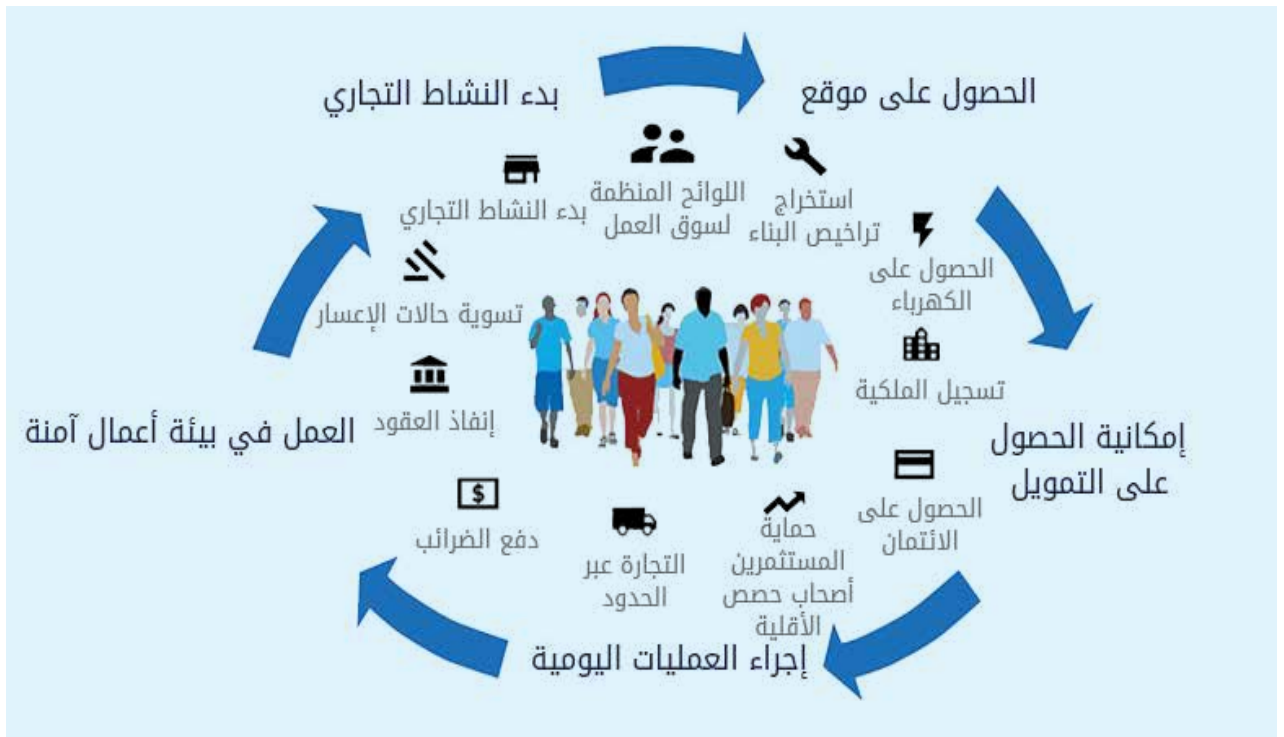 بدء النشاط التجاري
الحصول على موقع
إمكانية الحصول
على التمويل
إجراء العمليات اليومية
العمل في بيئة أعمال آمنة
بدء النشاط التجاري
اللوائح المنظمة
لسوق العمل
استخراج
تراخيص البناء
الحصول على
الكهرباء
تسجيل الملكية
الحصول على
الائتمان
حماية
المستثمرين
أصحاب حصص
الأقلية
التجارة عبر
الحدود
$
دفع الضرائب
إنفاذ العقود
تسوية حالات الإعسار